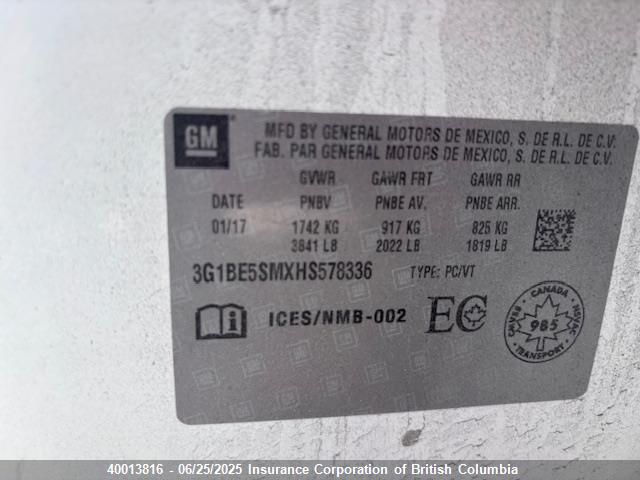 GM
MFD BY GENERAL MOTORS DE MEXICO, S. DE R.L. DE C.V.
FAB. PAR GENERAL MOTORS DE MEXICO, S. DE R.L. DE C.V.
GVWR GAWR FRT GAWR RR
DATE PNBV PNBE AV. PNBE ARR.
01/17 1742 KG 917 KG 825 KG
3841 LB 2022 LB 1819 LB
3G1BE5SMXHS578336 TYPE: PC/VT
ICES/NMB-002 EC
CANADA
CMVSS NSVAC
985
TRANSPORT
40013816 - 06/25/2025 Insurance Corporation of British Columbia